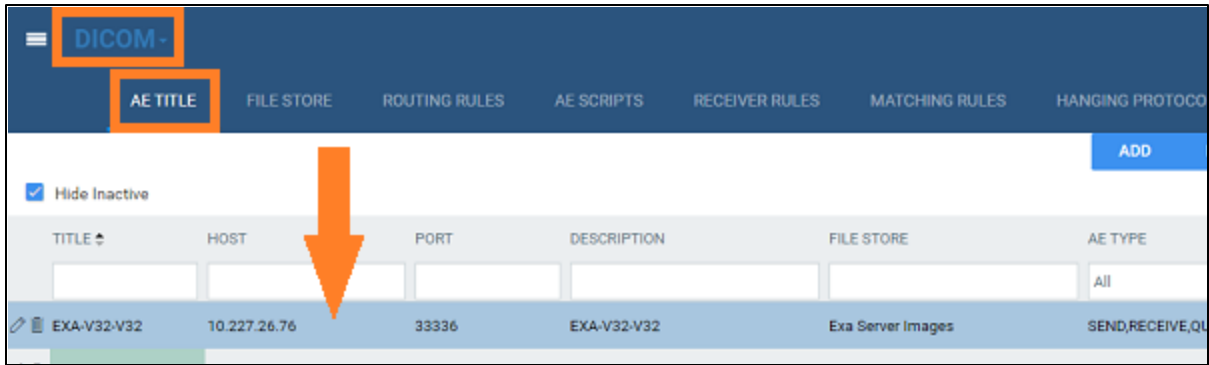 DICOM
AE TITLE FILE STORE ROUTING RULES AE SCRIPTS RECEIVER RULES MATCHING RULES HANGING PROTOCO
ADD
Hide Inactive
TITLE HOST PORT DESCRIPTION FILE STORE AE TYPE
All
EXA-V32-V32 10.227.26.76 33336 EXA-V32-V32 Exa Server Images SEND,RECEIVE,QU